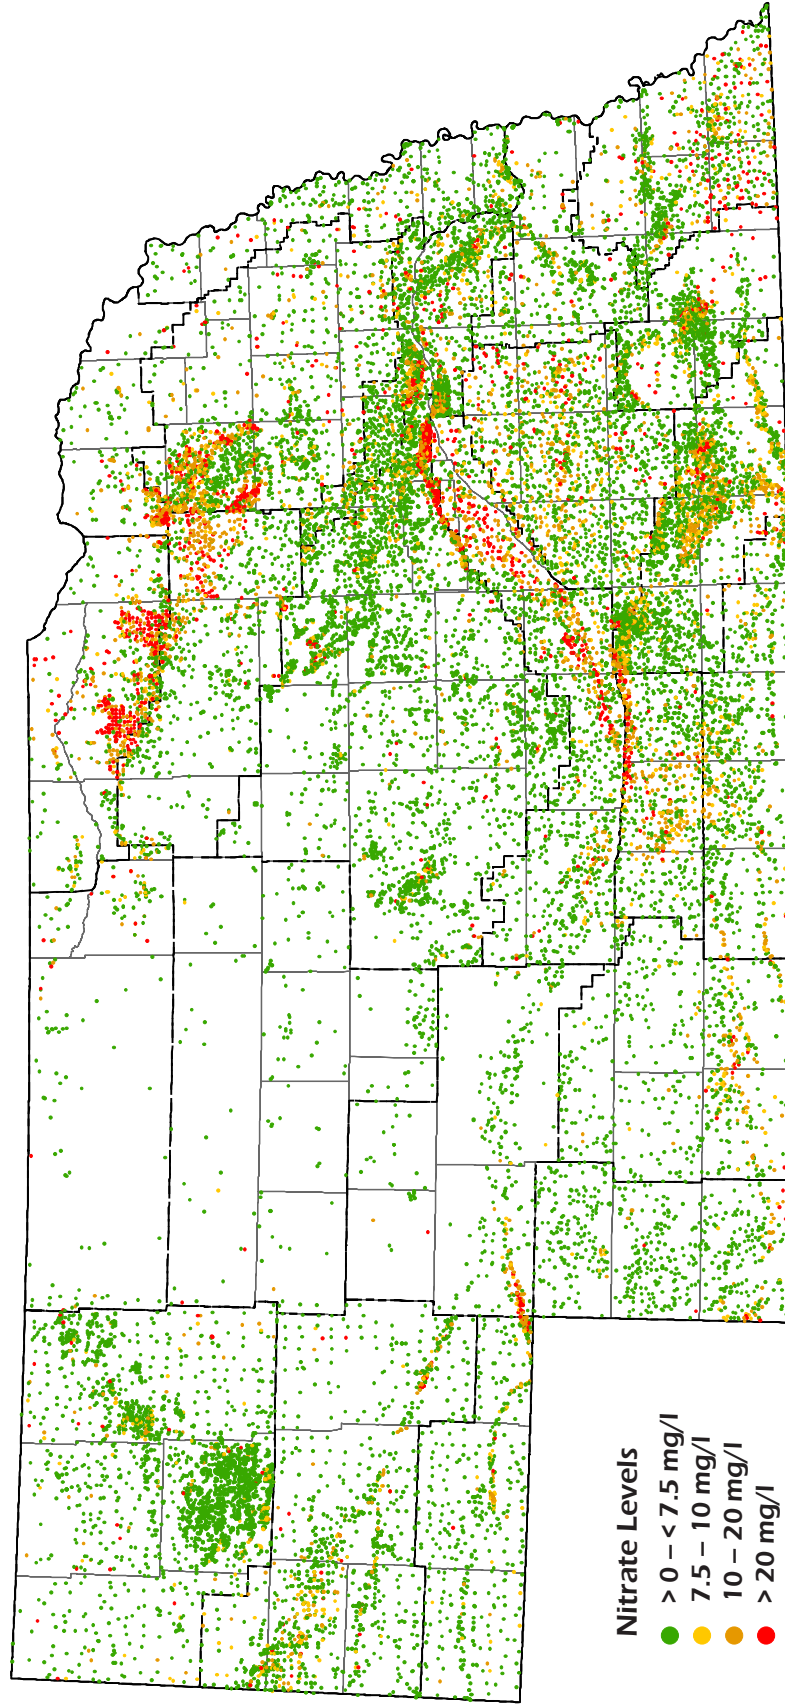 Nitrate Levels
> 0 – < 7.5 mg/l
7.5 – 10 mg/l
10 – 20 mg/l
> 20 mg/l